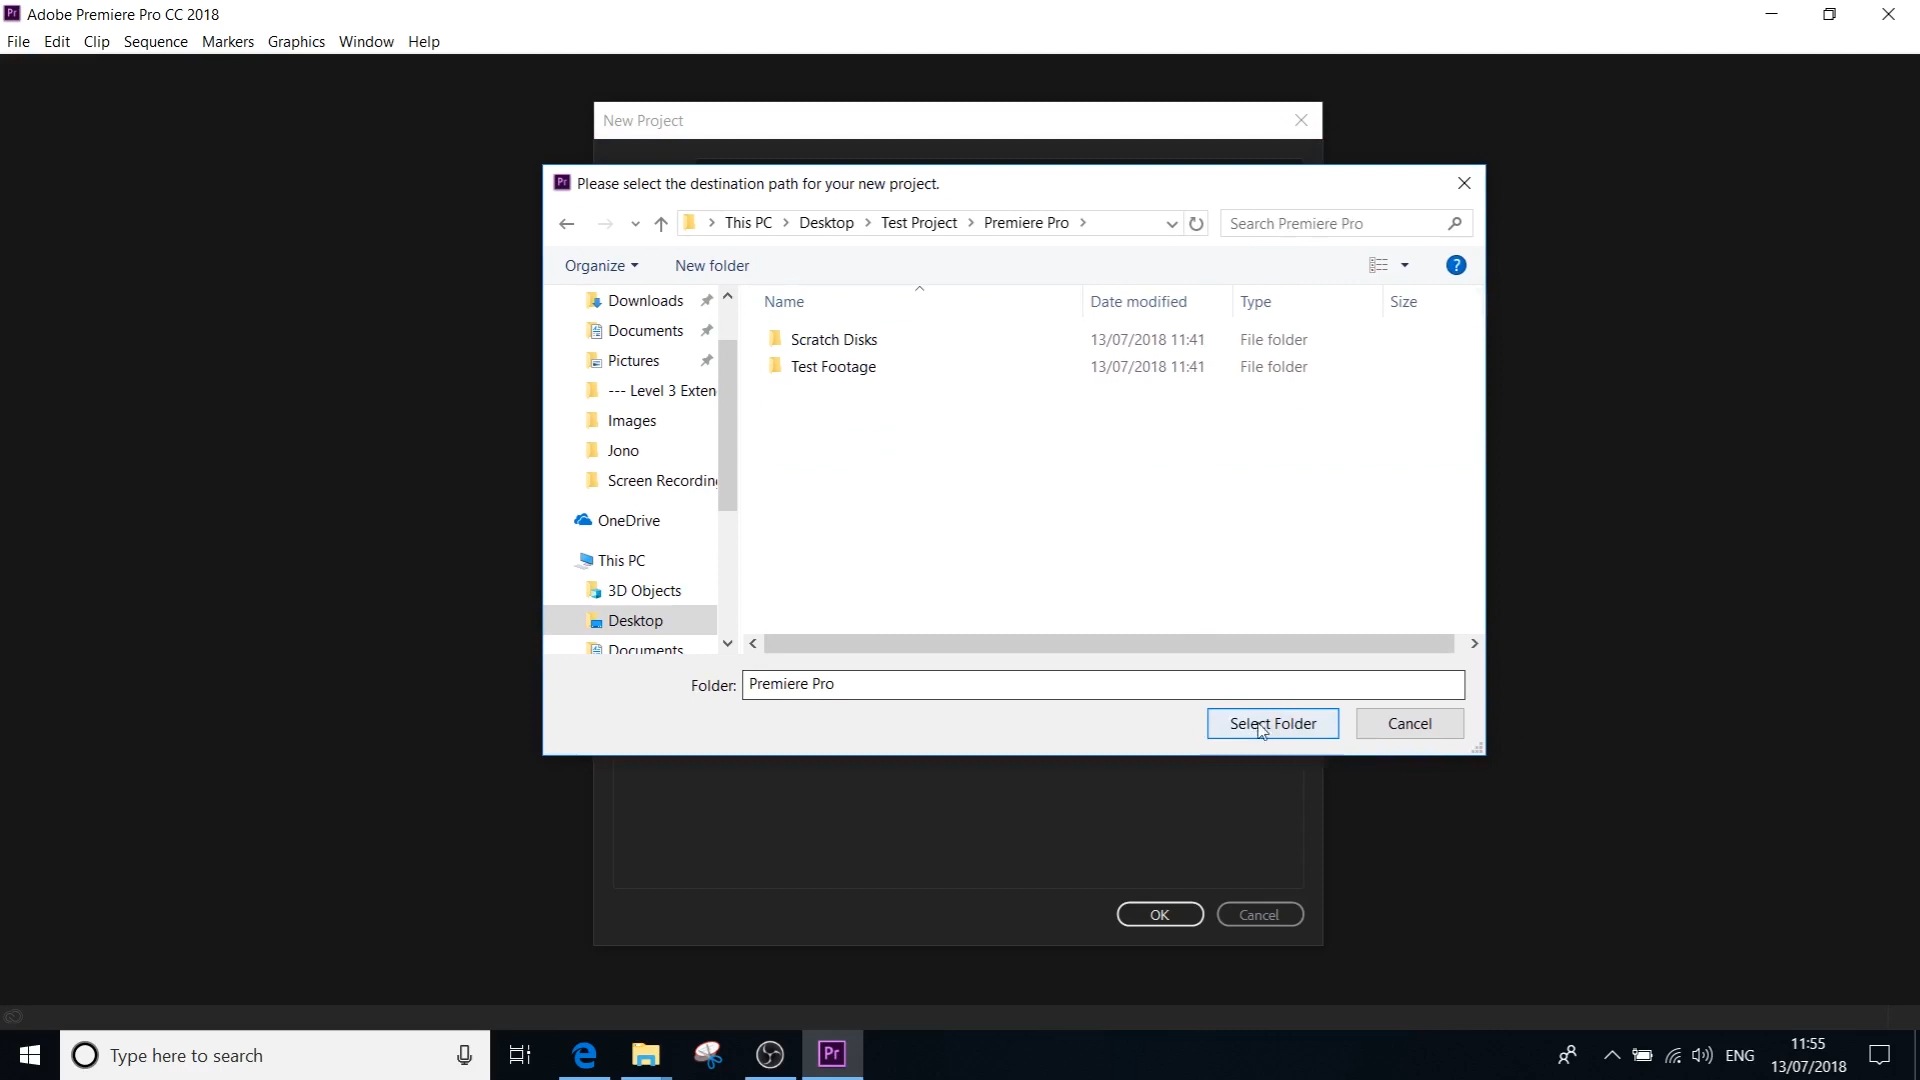 Pr Adobe Premiere Pro CC 2018
File Edit Clip Sequence Markers Graphics Window Help
New Project
Pr Please select the destination path for your new project.
This PC Desktop Test Project Premiere Pro
Search Premiere Pro
Organize New folder
?
Downloads
Documents
Pictures
--- Level 3 Exten
Images
Jono
Screen Recording
OneDrive
This PC
3D Objects
Desktop
Documents
Name Date modified Type Size
Scratch Disks 13/07/2018 11:41 File folder
Test Footage 13/07/2018 11:41 File folder
Folder: Premiere Pro
Select Folder Cancel
OK Cancel
Type here to search
Pr
ENG
11:55
13/07/2018